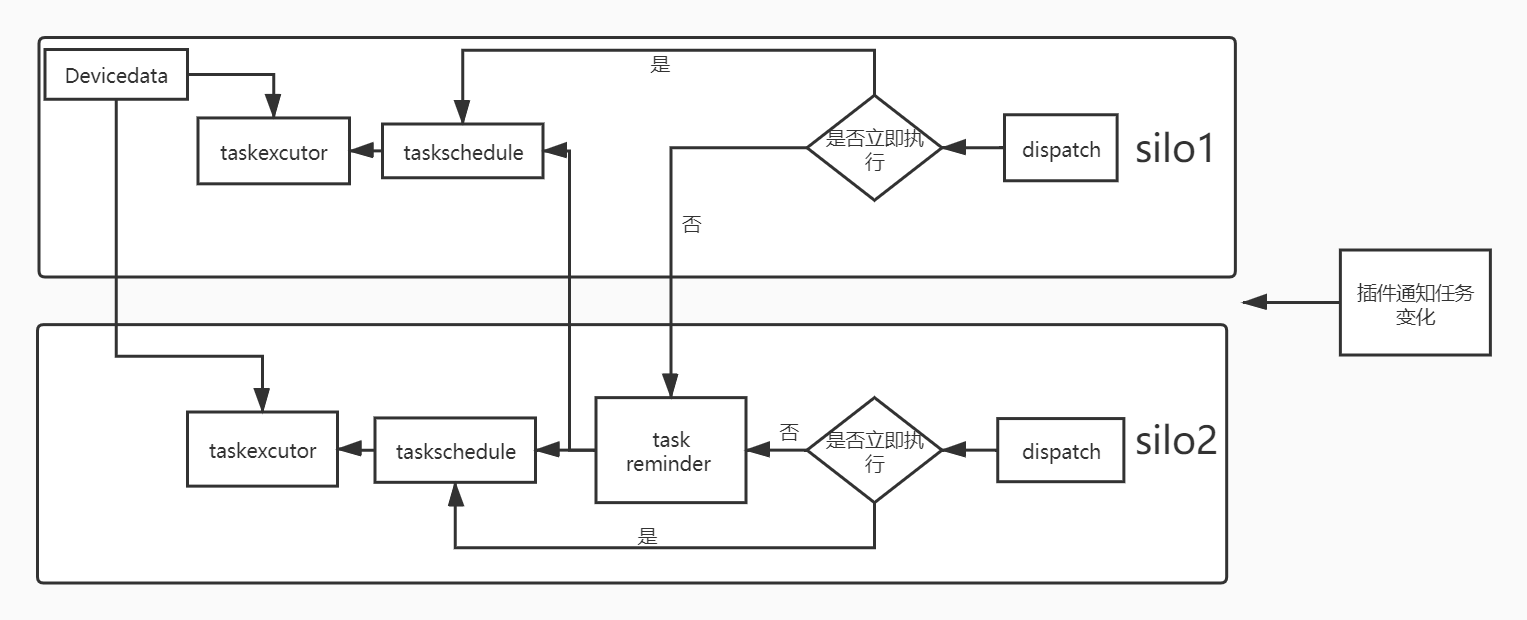 Devicedata
是
taskexcutor
taskschedule
是否立即执
行
dispatch
silo1
否
插件通知任务
变化
taskexcutor
taskschedule
task
reminder
否
是否立即执
行
dispatch
silo2
是